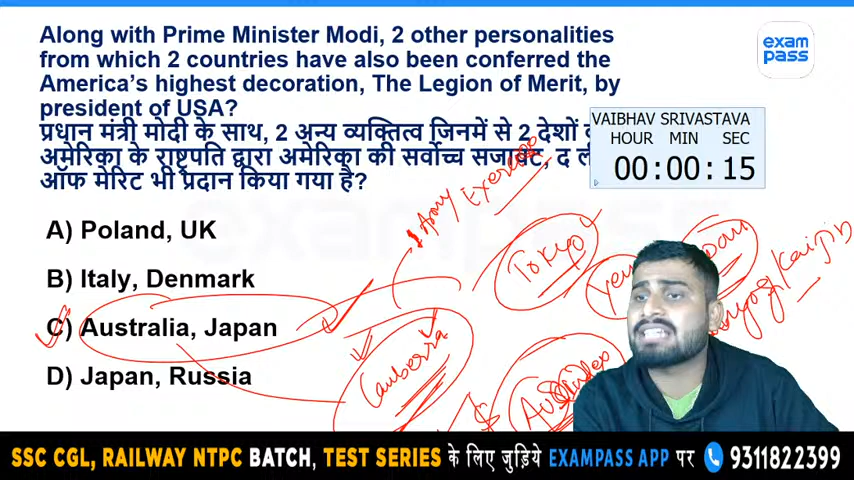 Along with Prime Minister Modi, 2 other personalities
from which 2 countries have also been conferred the
America's highest decoration, The Legion of Merit, by
president of USA?
प्रधान मंत्री मोदी के साथ, 2 अन्य व्यक्तित्व जिनमें से 2 देशों
अमेरिका के राष्ट्रपति द्वारा अमेरिका की सर्वोच्च सजावट, द
ऑफ मेरिट भी प्रदान किया गया है?
exam
pass
VAIBHAV SRIVASTAVA
HOUR MIN SEC
00:00:15
A) Poland, UK
B) Italy, Denmark
C) Australia, Japan
D) Japan, Russia
Army Exercise
Tokyo
Yen
Canberra
$
SSC CGL, RAILWAY NTPC BATCH, TEST SERIES के लिए जुड़िये EXAMPASS APP पर 9311822399